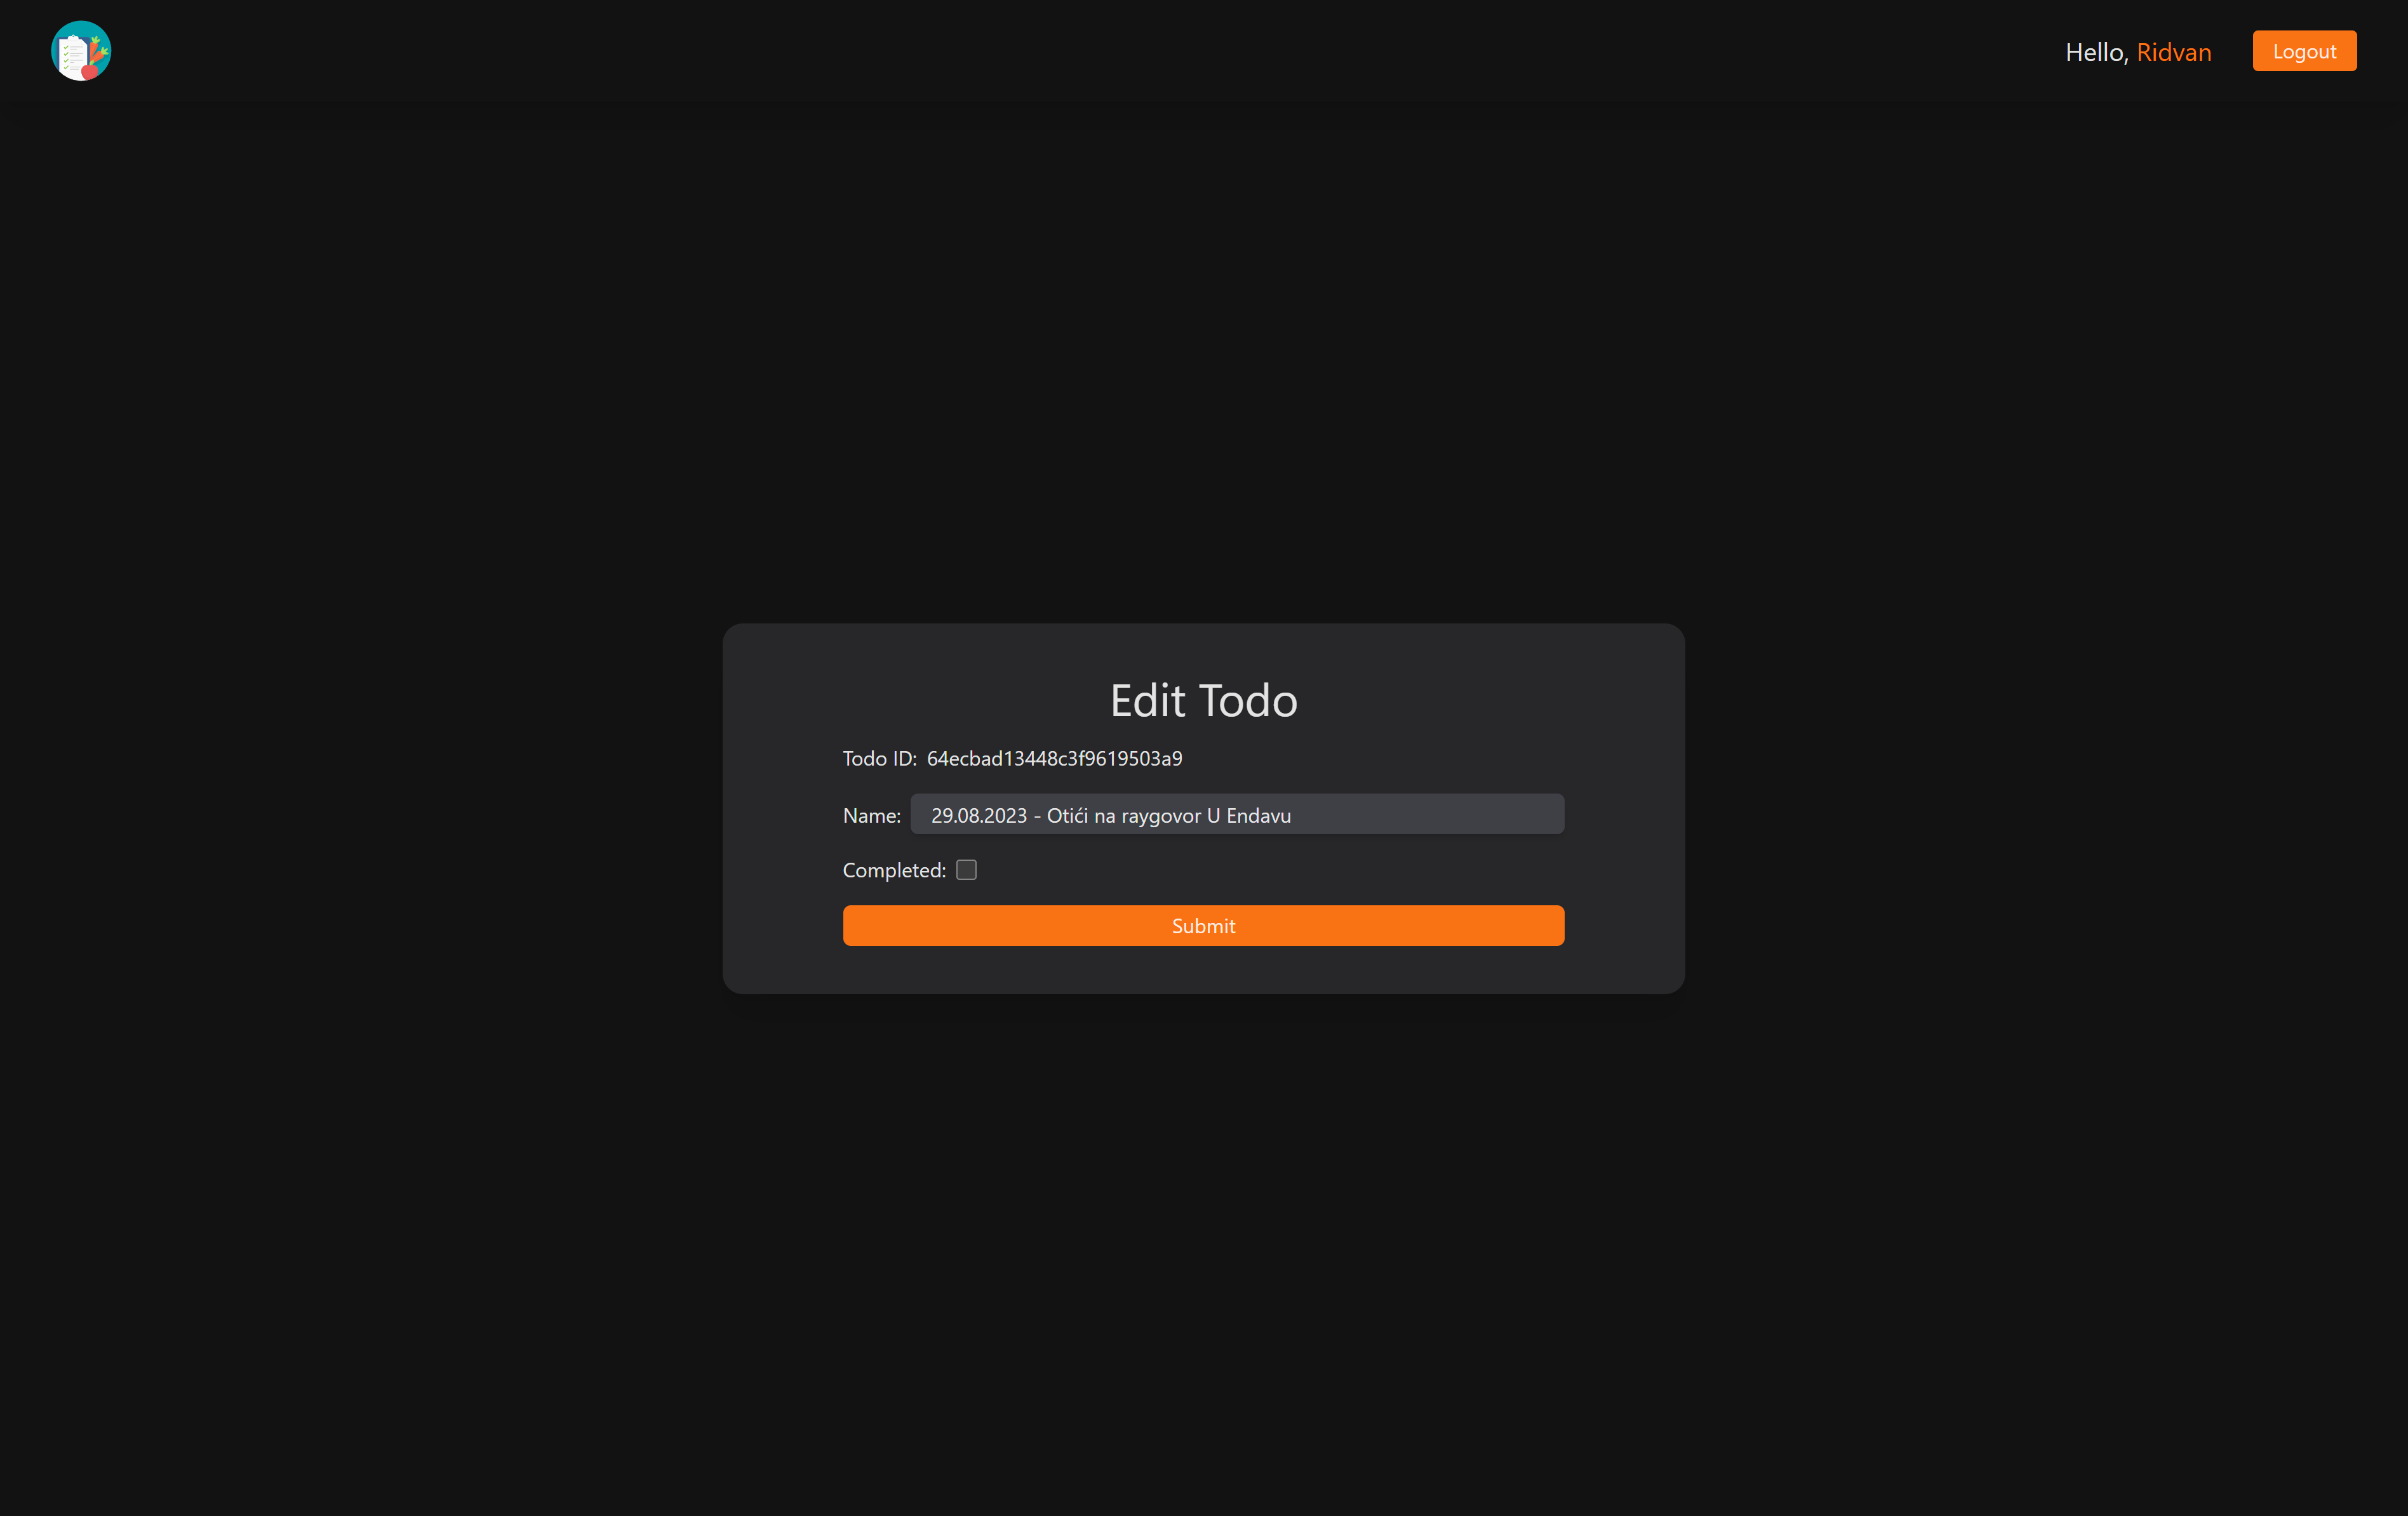 Hello, Ridvan
Logout
Edit Todo
Todo ID: 64ecbad13448c3f9619503a9
Name: 29.08.2023 - Otići na raygovor U Endavu
Completed:
Submit